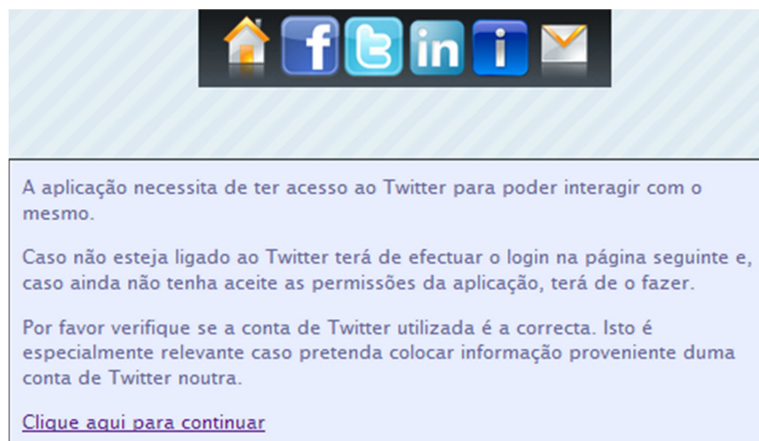 f t in i
A aplicação necessita de ter acesso ao Twitter para poder interagir com o
mesmo.
Caso não esteja ligado ao Twitter terá de efectuar o login na página seguinte e,
caso ainda não tenha aceite as permissões da aplicação, terá de o fazer.
Por favor verifique se a conta de Twitter utilizada é a correcta. Isto é
especialmente relevante caso pretenda colocar informação proveniente duma
conta de Twitter noutra.
Clique aqui para continuar